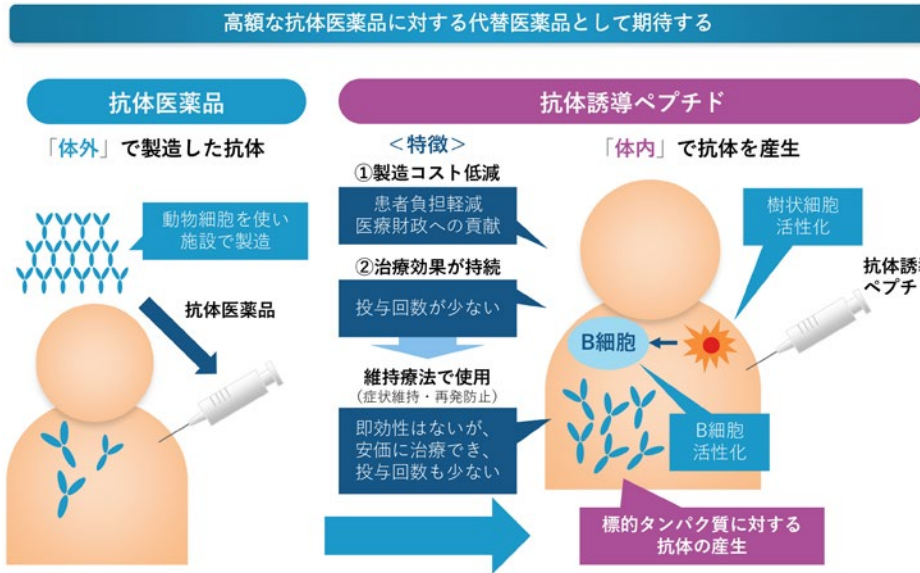 高額な抗体医薬品に対する代替医薬品として期待する
抗体医薬品
「体外」で製造した抗体
動物細胞を使い
施設で製造
抗体医薬品
抗体誘導ペプチド
＜特徴＞
①製造コスト低減
患者負担軽減
医療財政への貢献
②治療効果が持続
投与回数が少ない
維持療法で使用
（症状維持・再発防止）
即効性はないが、
安価に治療でき、
投与回数も少ない
「体内」で抗体を産生
樹状細胞
活性化
抗体誘
ペプチ
B細胞
B細胞
活性化
標的タンパク質に対する
抗体の産生